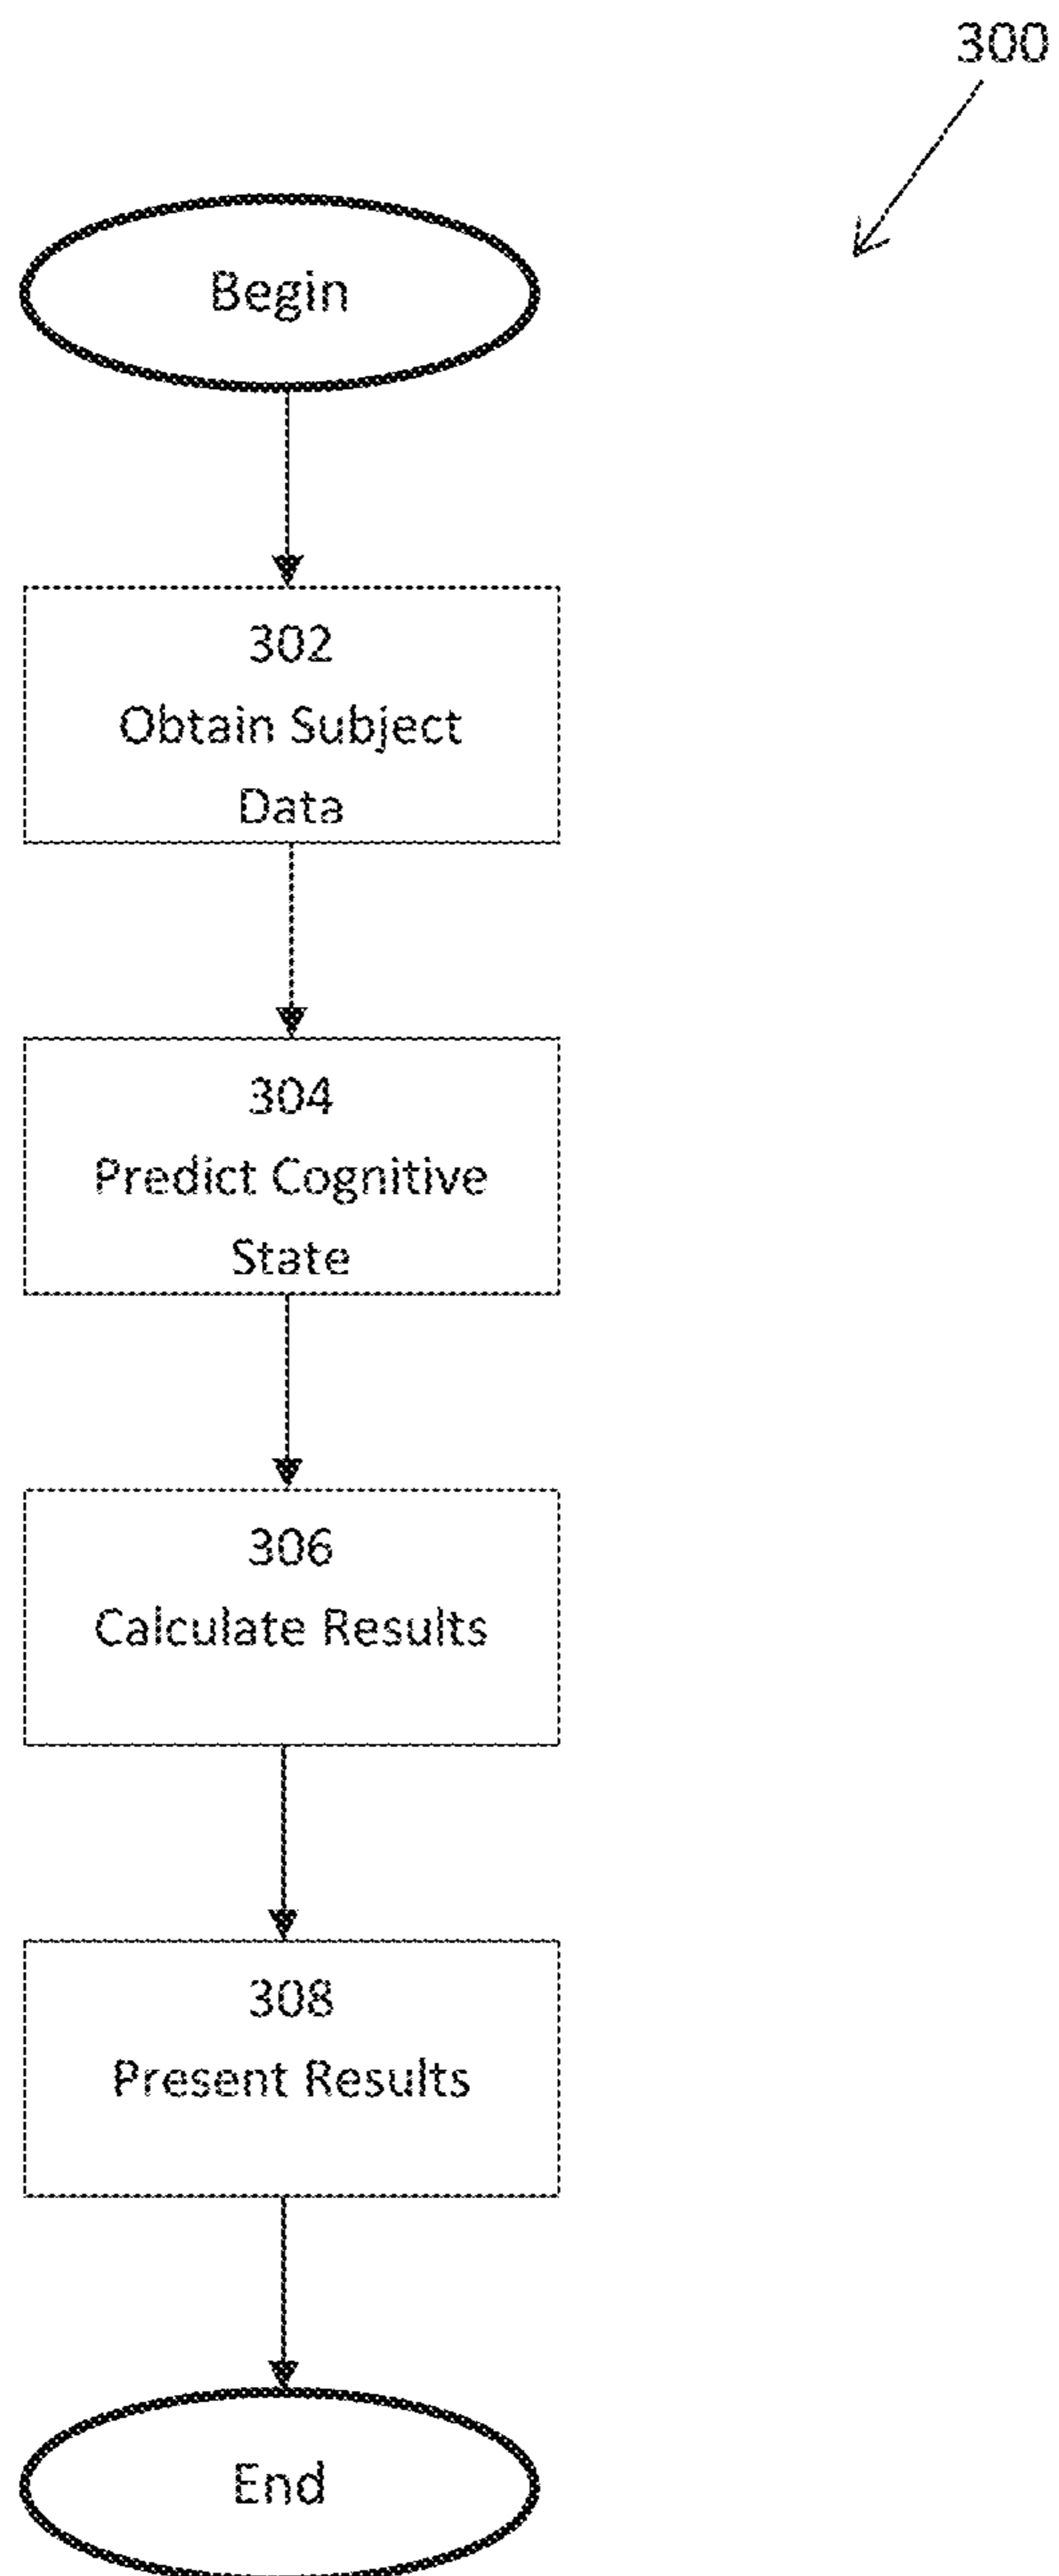 300
Begin
302
Obtain Subject
Data
304
Predict Cognitive
State
306
Calculate Results
308
Present Results
End